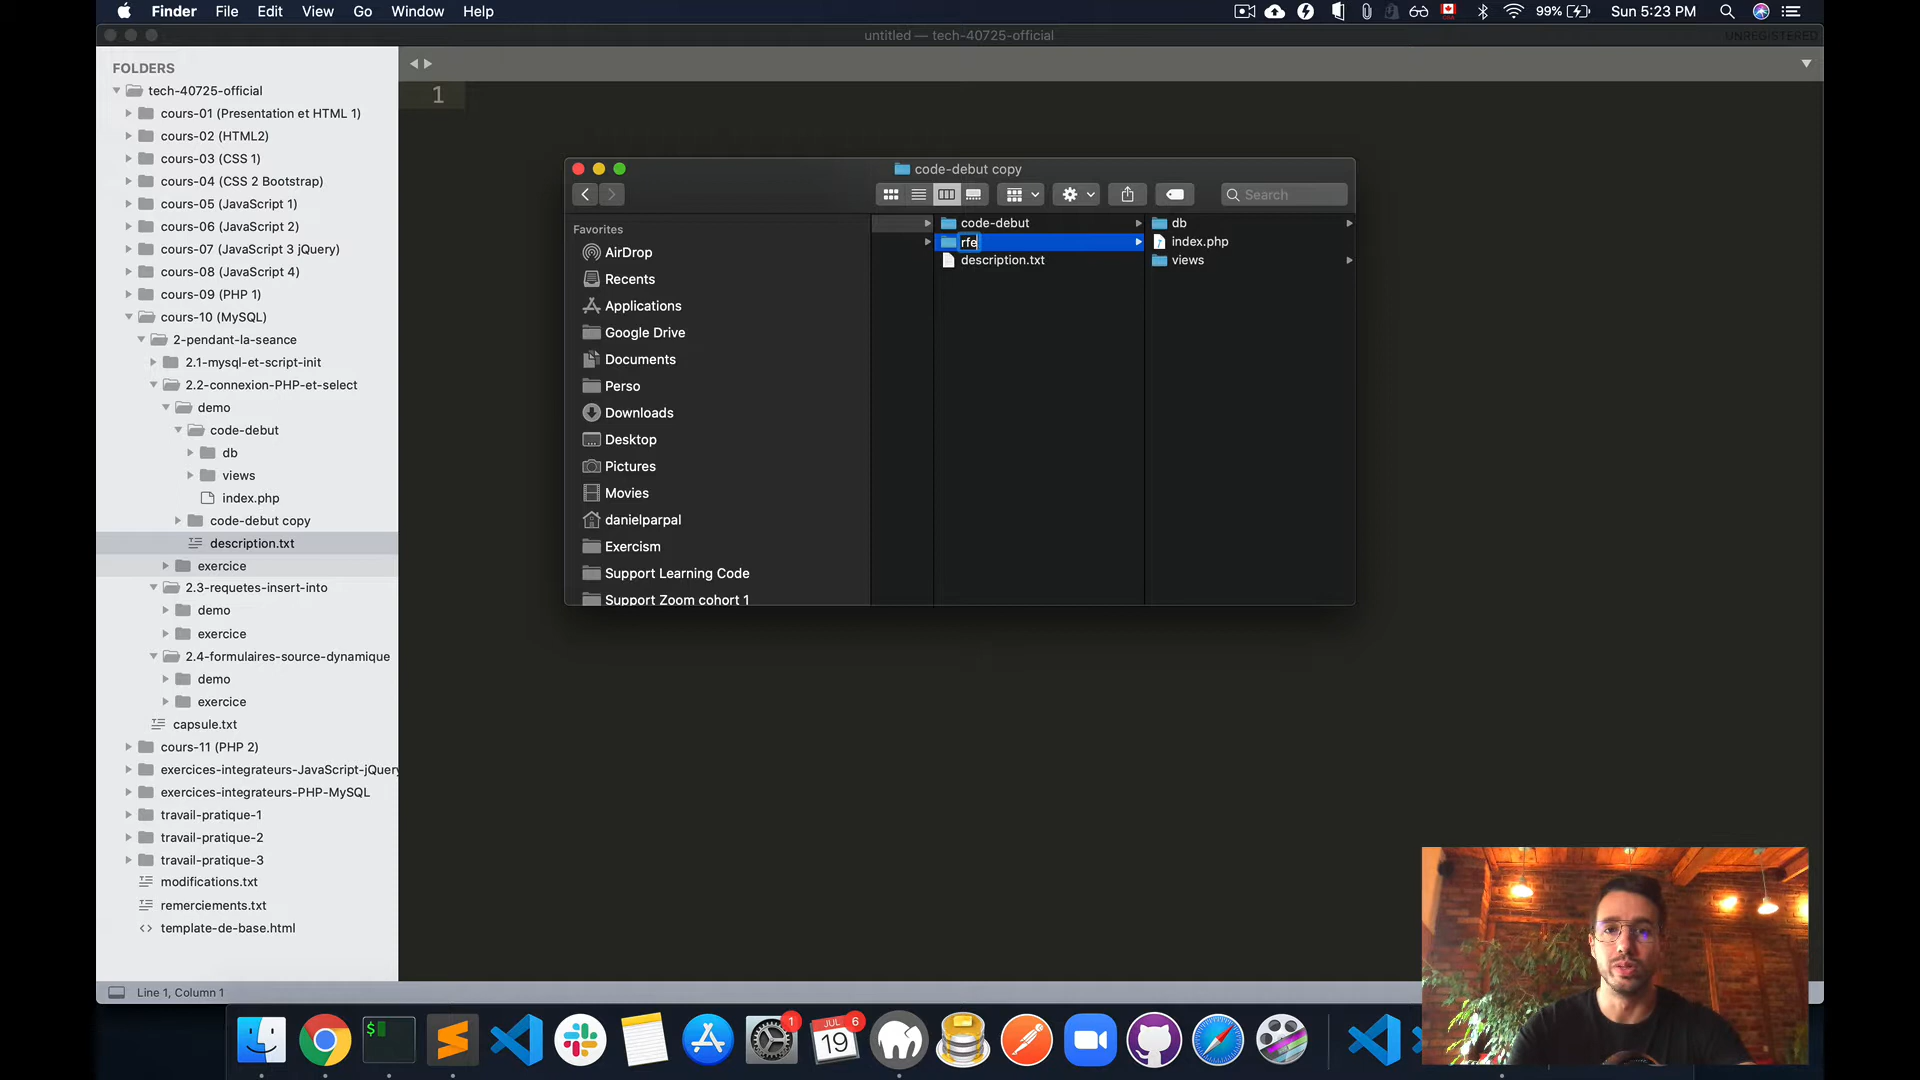 Finder File Edit View Go Window Help 99% Sun 5:23 PM
untitled — tech-40725-official UNREGISTERED
FOLDERS
tech-40725-official
cours-01 (Presentation et HTML 1)
cours-02 (HTML2)
cours-03 (CSS 1)
cours-04 (CSS 2 Bootstrap)
cours-05 (JavaScript 1)
cours-06 (JavaScript 2)
cours-07 (JavaScript 3 jQuery)
cours-08 (JavaScript 4)
cours-09 (PHP 1)
cours-10 (MySQL)
2-pendant-la-seance
2.1-mysql-et-script-init
2.2-connexion-PHP-et-select
demo
code-debut
db
views
index.php
code-debut copy
description.txt
exercice
2.3-requetes-insert-into
demo
exercice
2.4-formulaires-source-dynamique
demo
exercice
capsule.txt
cours-11 (PHP 2)
exercices-integrateurs-JavaScript-jQuery
exercices-integrateurs-PHP-MySQL
travail-pratique-1
travail-pratique-2
travail-pratique-3
modifications.txt
remerciements.txt
template-de-base.html
Line 1, Column 1
1
code-debut copy
Search
Favorites
AirDrop
Recents
Applications
Google Drive
Documents
Perso
Downloads
Desktop
Pictures
Movies
danielparpal
Exercism
Support Learning Code
Support Zoom cohort 1
code-debut
rfe
description.txt
db
index.php
views
$
1
JUL 6
19